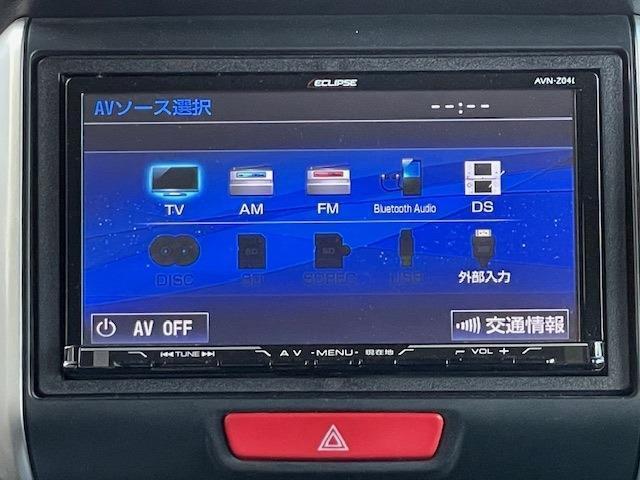 ECLIPSE AVN-Z04i
AVソース選択 --:--
TV AM FM Bluetooth Audio DS
DISC SD SDREC USB 外部入力
AV OFF 交通情報
TUNE AV -MENU- 現在地 - VOL +